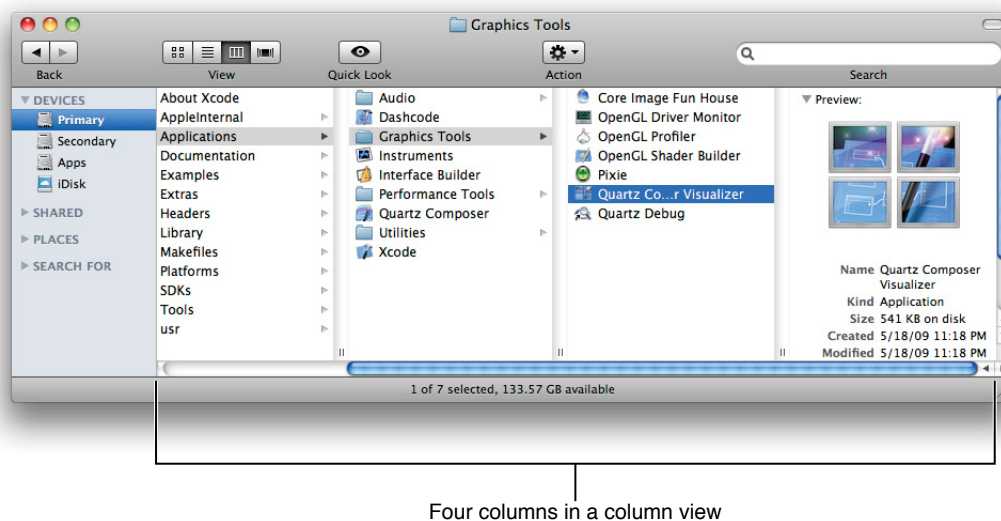 Graphics Tools
Back
View
Quick Look
Action
Search
DEVICES
Primary
Secondary
Apps
iDisk
SHARED
PLACES
SEARCH FOR
About Xcode
AppleInternal
Applications
Documentation
Examples
Extras
Headers
Library
Makefiles
Platforms
SDKs
Tools
usr
Audio
Dashcode
Graphics Tools
Instruments
Interface Builder
Performance Tools
Quartz Composer
Utilities
Xcode
Core Image Fun House
OpenGL Driver Monitor
OpenGL Profiler
OpenGL Shader Builder
Pixie
Quartz Co...r Visualizer
Quartz Debug
Preview:
Name Quartz Composer
Visualizer
Kind Application
Size 541 KB on disk
Created 5/18/09 11:18 PM
Modified 5/18/09 11:18 PM
1 of 7 selected, 133.57 GB available
Four columns in a column view